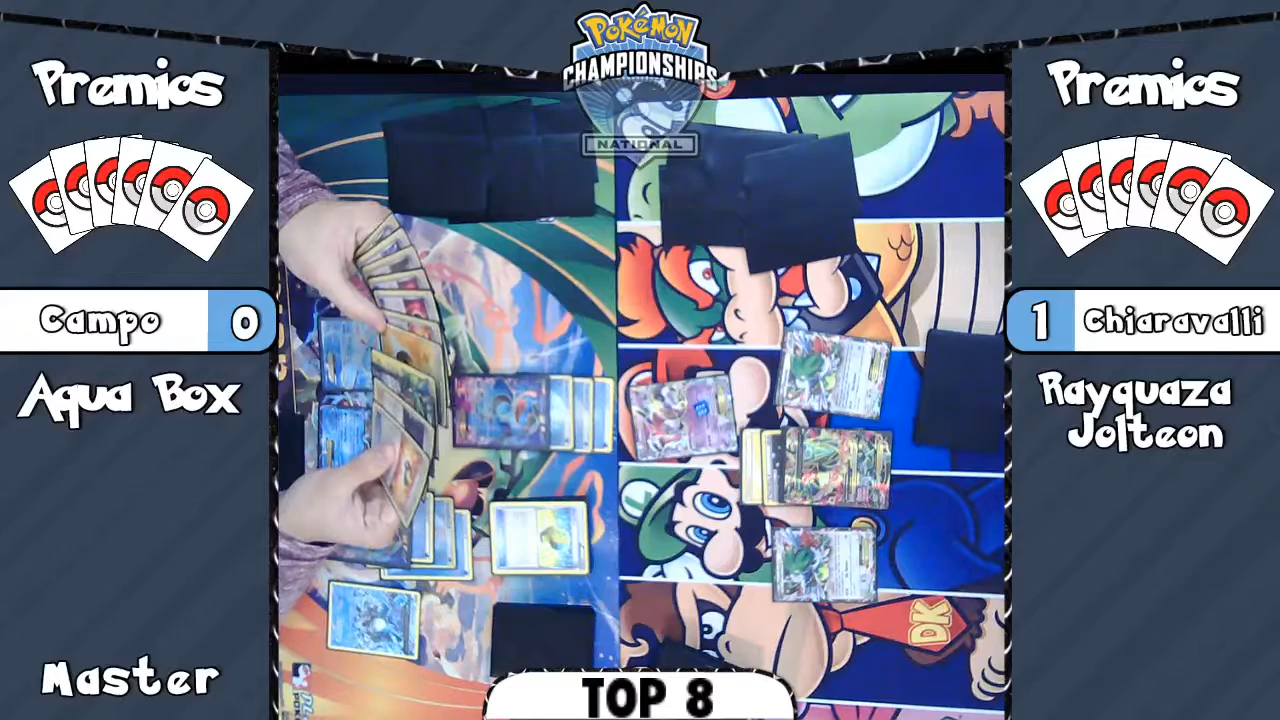 POKÉMON
CHAMPIONSHIPS
NATIONAL
Premios
Premios
Campo 0
1 Chiaravalli
Aqua Box
Rayquaza
Jolteon
DK
Master
TOP 8